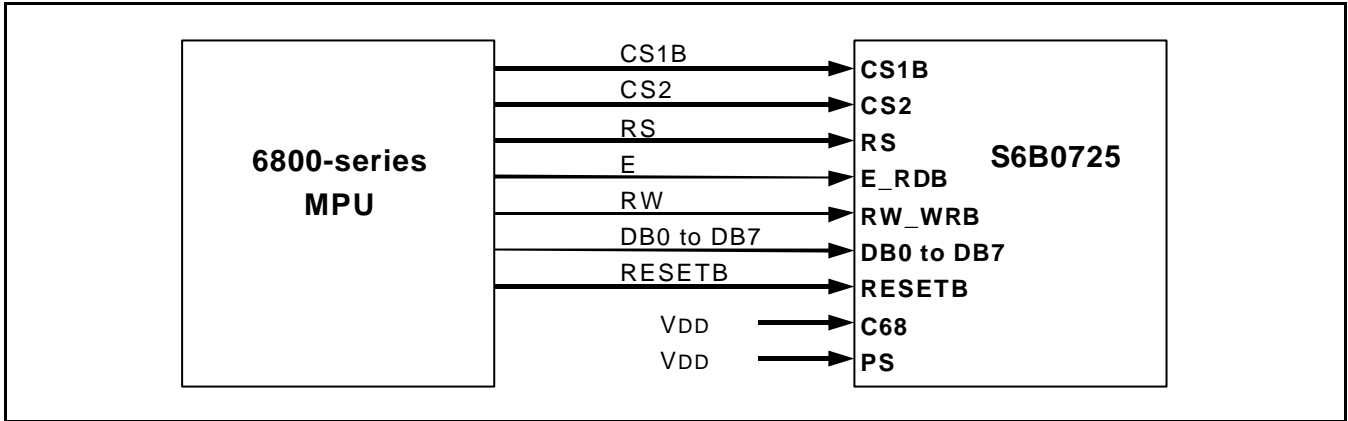 6800-series
MPU
CS1B
CS2
RS
E
RW
DB0 to DB7
RESETB
VDD
VDD
CS1B
CS2
RS
E_RDB
RW_WRB
DB0 to DB7
RESETB
C68
PS
S6B0725